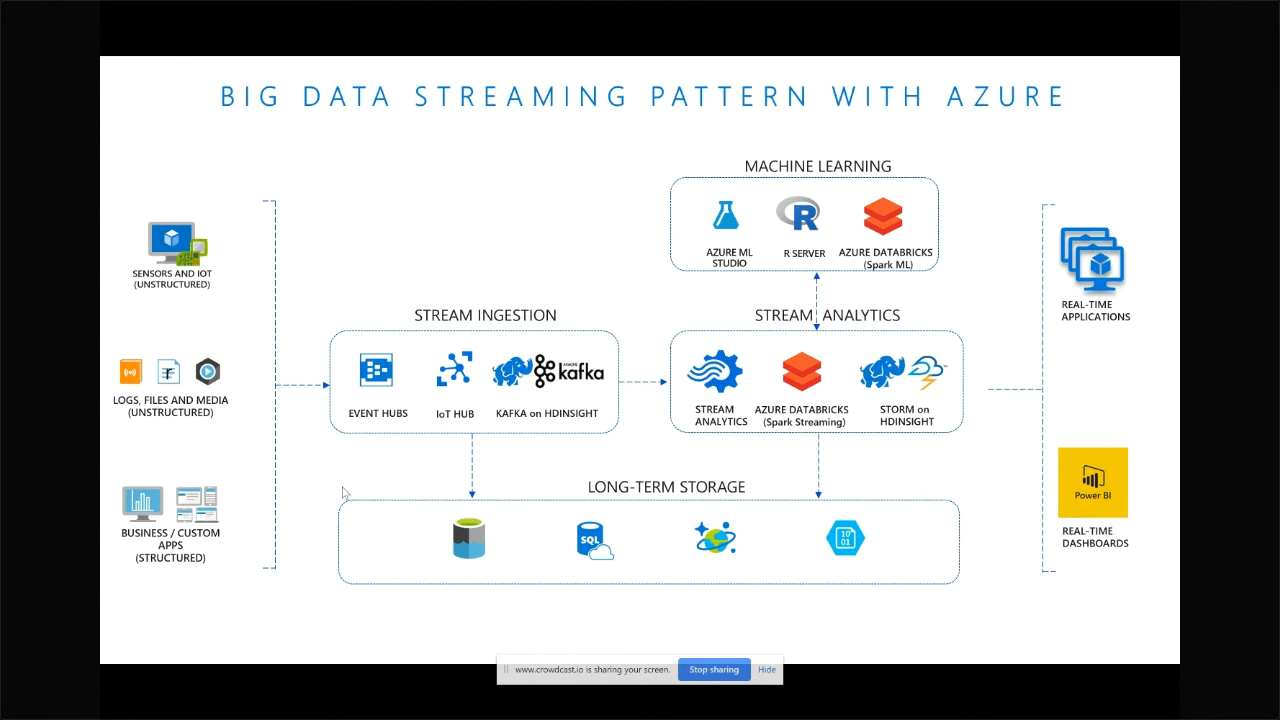 BIG DATA STREAMING PATTERN WITH AZURE
MACHINE LEARNING
R
AZURE ML
STUDIO
R SERVER
AZURE DATABRICKS
(Spark ML)
SENSORS AND IOT
(UNSTRUCTURED)
REAL-TIME
APPLICATIONS
STREAM INGESTION
STREAM ANALYTICS
APACHE
kafka
LOGS, FILES AND MEDIA
(UNSTRUCTURED)
EVENT HUBS
IoT HUB
KAFKA on HDINSIGHT
STREAM
ANALYTICS
AZURE DATABRICKS
(Spark Streaming)
STORM on
HDINSIGHT
LONG-TERM STORAGE
SQL
10
01
BUSINESS / CUSTOM
APPS
(STRUCTURED)
Power BI
REAL-TIME
DASHBOARDS
www.crowdcast.io is sharing your screen.
Stop sharing
Hide